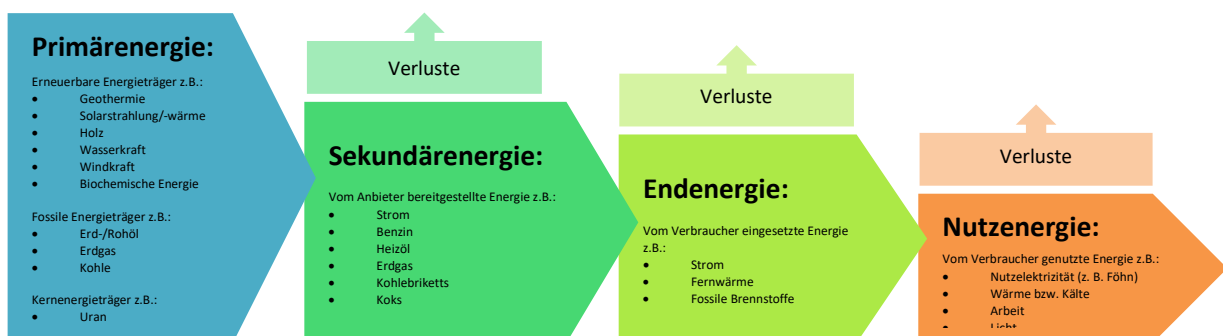 Primärenergie:
Erneuerbare Energieträger z.B.:
• Geothermie
• Solarstrahlung/-wärme
• Holz
• Wasserkraft
• Windkraft
• Biochemische Energie
Fossile Energieträger z.B.:
• Erd-/Rohöl
• Erdgas
• Kohle
Kernenergieträger z.B.:
• Uran
Verluste
Sekundärenergie:
Vom Anbieter bereitgestellte Energie z.B.:
• Strom
• Benzin
• Heizöl
• Erdgas
• Kohlebriketts
• Koks
Verluste
Endenergie:
Vom Verbraucher eingesetzte Energie
z.B.:
• Strom
• Fernwärme
• Fossile Brennstoffe
Verluste
Nutzenergie:
Vom Verbraucher genutzte Energie z.B.:
• Nutzelektrizität (z. B. Föhn)
• Wärme bzw. Kälte
• Arbeit
• Licht